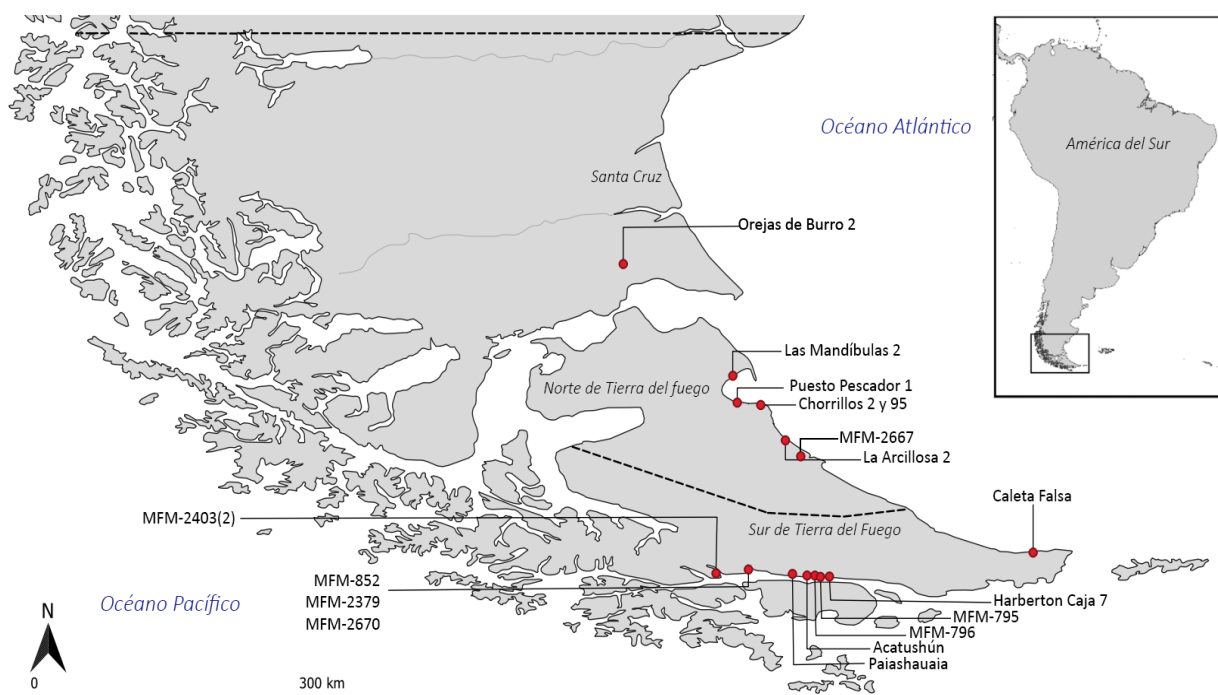 Océano Atlántico
América del Sur
Santa Cruz
Orejas de Burro 2
Las Mandíbulas 2
Norte de Tierra del fuego
Puesto Pescador 1
Chorrillos 2 y 95
MFM-2667
La Arcillosa 2
Caleta Falsa
MFM-2403(2)
Sur de Tierra del Fuego
MFM-852
MFM-2379
MFM-2670
Océano Pacífico
Harberton Caja 7
MFM-795
MFM-796
Acatushún
Paiashauaia
N
0
300 km